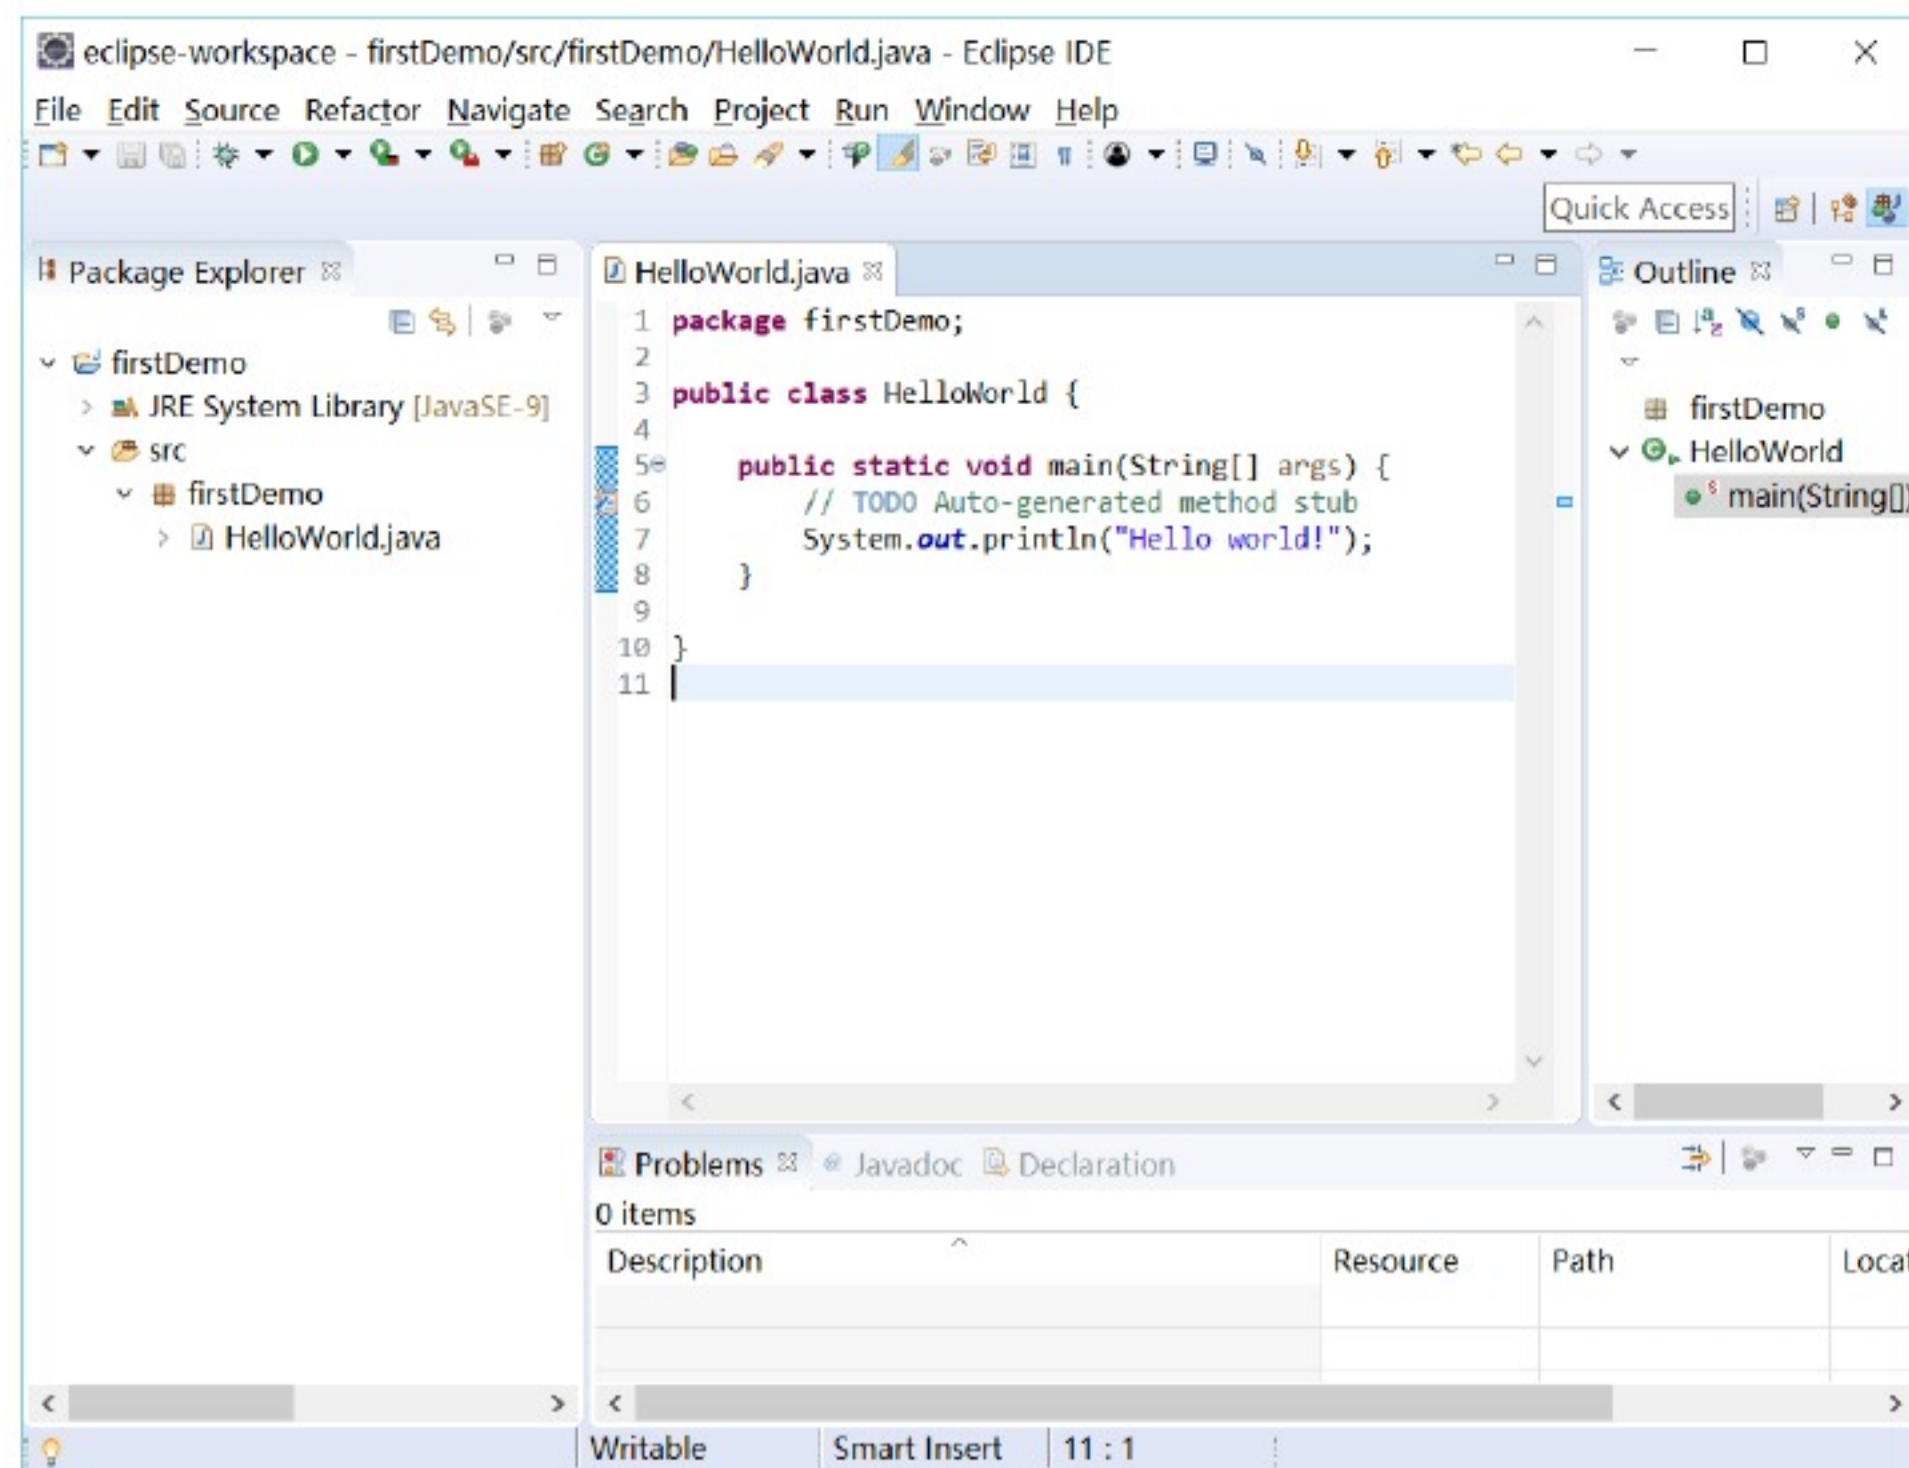 eclipse-workspace - firstDemo/src/firstDemo/HelloWorld.java - Eclipse IDE
File Edit Source Refactor Navigate Search Project Run Window Help
Quick Access
Package Explorer
firstDemo
JRE System Library [JavaSE-9]
src
firstDemo
HelloWorld.java
HelloWorld.java
1 package firstDemo;
2
3 public class HelloWorld {
4
5 public static void main(String[] args) {
6 // TODO Auto-generated method stub
7 System.out.println("Hello world!");
8 }
9
10 }
11
Outline
firstDemo
HelloWorld
main(String[])
Problems Javadoc Declaration
0 items
Description Resource Path Locat
Writable Smart Insert 11 : 1